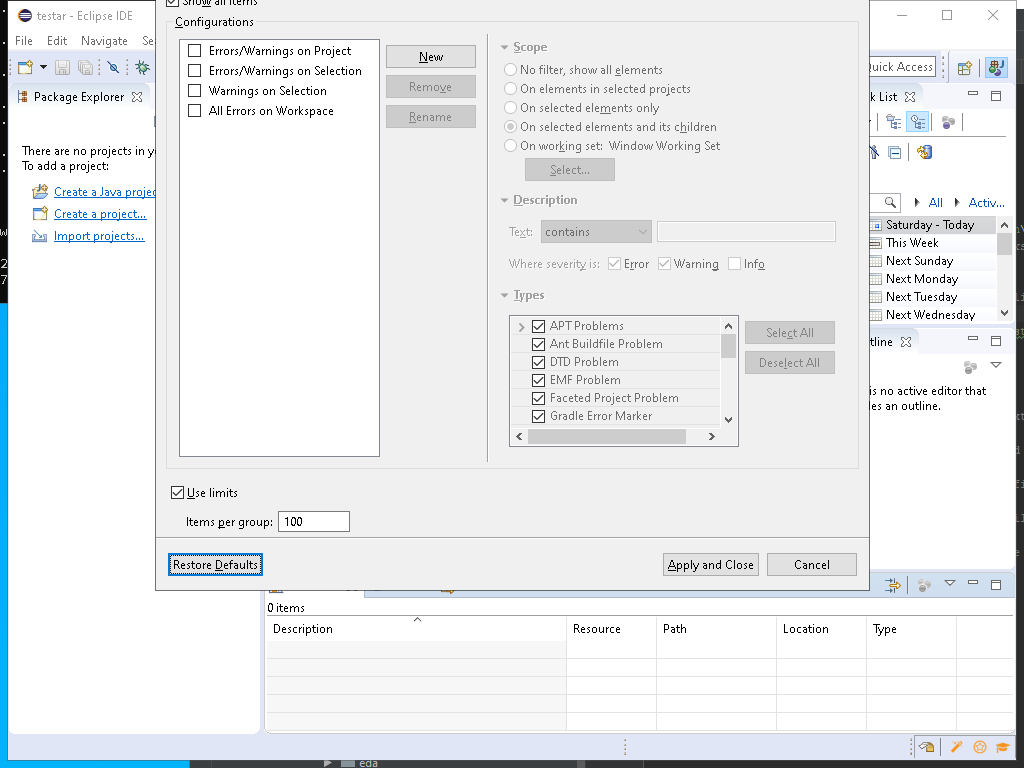 testar - Eclipse IDE
File Edit Navigate Se
Package Explorer
There are no projects in y
To add a project:
Create a Java projec
Create a project...
Import projects...
Show all items
Configurations
Errors/Warnings on Project
Errors/Warnings on Selection
Warnings on Selection
All Errors on Workspace
New
Remove
Rename
Scope
No filter, show all elements
On elements in selected projects
On selected elements only
On selected elements and its children
On working set: Window Working Set
Select...
Description
Text: contains
Where severity is: Error Warning Info
Types
APT Problems
Ant Buildfile Problem
DTD Problem
EMF Problem
Faceted Project Problem
Gradle Error Marker
Select All
Deselect All
Use limits
Items per group: 100
Restore Defaults
Apply and Close
Cancel
Quick Access
k List
All Activ...
Saturday - Today
This Week
Next Sunday
Next Monday
Next Tuesday
Next Wednesday
tline
is no active editor that
des an outline.
0 items
Description Resource Path Location Type
eda